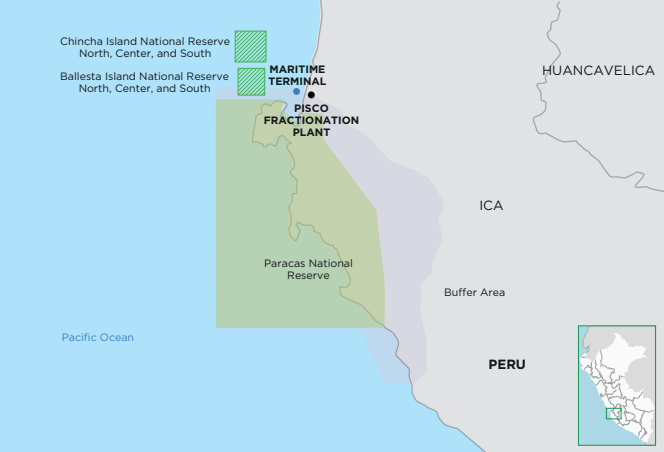 Chincha Island National Reserve
North, Center, and South
Ballesta Island National Reserve
North, Center, and South
MARITIME
TERMINAL
PISCO
FRACTIONATION
PLANT
HUANCAVELICA
ICA
Paracas National
Reserve
Buffer Area
Pacific Ocean
PERU